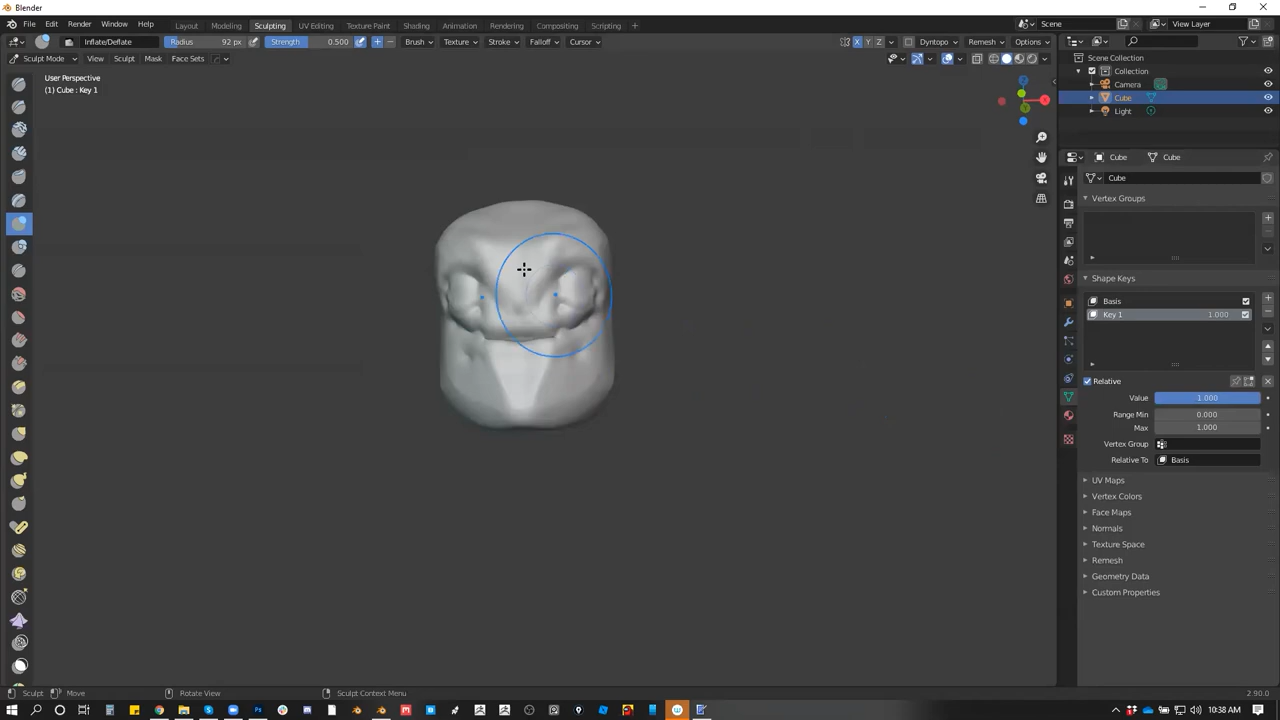 Blender
File Edit Render Window Help Layout Modeling Sculpting UV Editing Texture Paint Shading Animation Rendering Compositing Scripting + Scene View Layer
Inflate/Deflate Radius 92 px Strength 0.500 + − Brush Texture Stroke Falloff Cursor X Y Z Dyntopo Remesh Options
Sculpt Mode View Sculpt Mask Face Sets
User Perspective
(1) Cube : Key 1
Scene Collection
Collection
Camera
Cube
Light
Cube Cube
Cube
Vertex Groups
Shape Keys
Basis
Key 1 1.000
Relative
Value 1.000
Range Min 0.000
Max 1.000
Vertex Group
Relative To Basis
UV Maps
Vertex Colors
Face Maps
Normals
Texture Space
Remesh
Geometry Data
Custom Properties
Sculpt Move Rotate View Sculpt Context Menu 2.90.0
10:38 AM